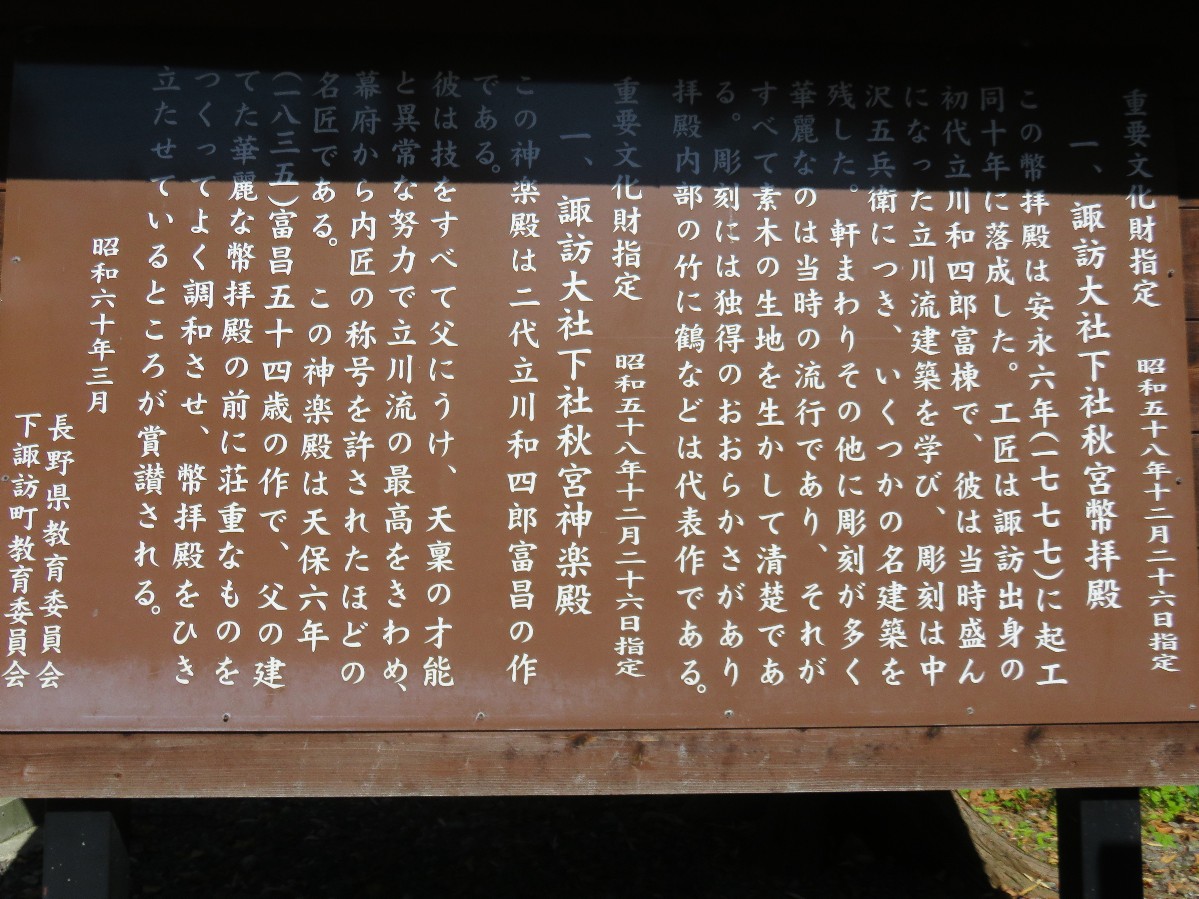 重要文化財指定　昭和五十八年十二月二十六日指定
一、諏訪大社下社秋宮幣拝殿
この幣拝殿は安永六年(一七七七)に起工
同十年に落成した。工匠は諏訪出身の
初代立川和四郎富棟で、彼は当時盛ん
になった立川流建築を学び、彫刻は中
沢五兵衛につき、いくつかの名建築を
残した。軒まわりその他に彫刻が多く
華麗なのは当時の流行であり、それが
すべて素木の生地を生かして清楚であ
る。彫刻には独得のおおらかさがあり
拝殿内部の竹に鶴などは代表作である。
重要文化財指定　昭和五十八年十二月二十六日指定
一、諏訪大社下社秋宮神楽殿
この神楽殿は二代立川和四郎富昌の作
である。
彼は技をすべて父にうけ、天稟の才能
と異常な努力で立川流の最高をきわめ、
幕府から内匠の称号を許されたほどの
名匠である。この神楽殿は天保六年
(一八三五)富昌五十四歳の作で、父の建
てた華麗な幣拝殿の前に荘重なものを
つくってよく調和させ、幣拝殿をひき
立たせているところが賞讃される。
昭和六十年三月
長野県教育委員会
下諏訪町教育委員会